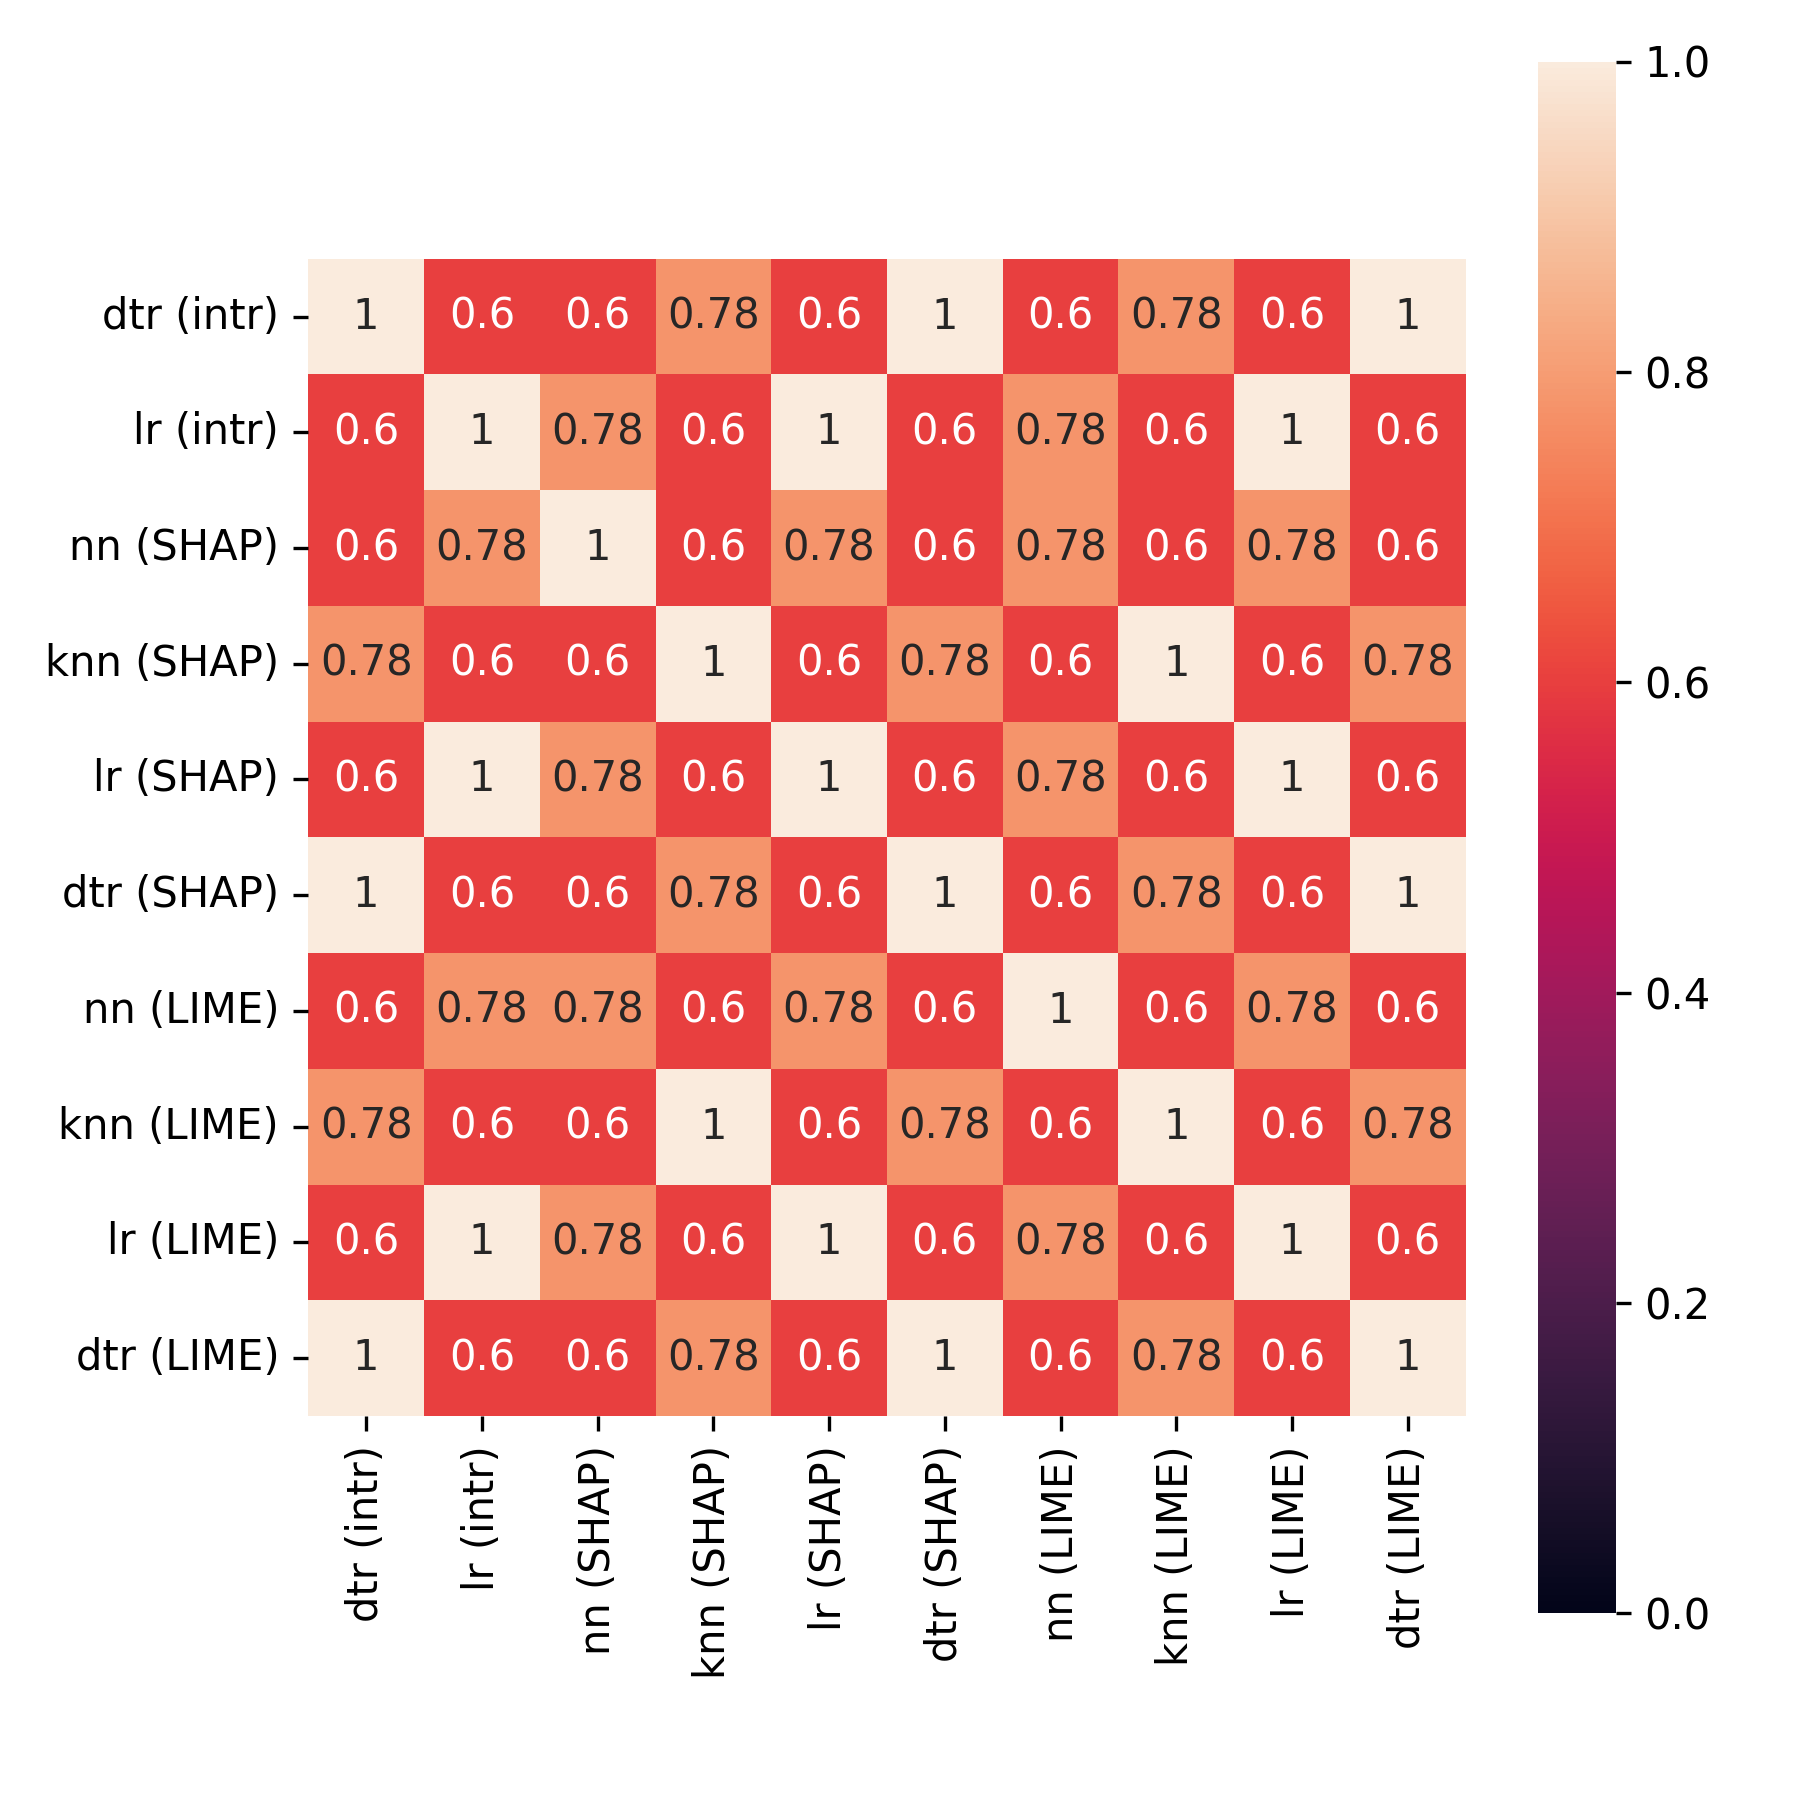 1.0
dtr (intr) 1 0.6 0.6 0.78 0.6 1 0.6 0.78 0.6 1
0.8
lr (intr) 0.6 1 0.78 0.6 1 0.6 0.78 0.6 1 0.6
nn (SHAP) 0.6 0.78 1 0.6 0.78 0.6 0.78 0.6 0.78 0.6
knn (SHAP) 0.78 0.6 0.6 1 0.6 0.78 0.6 1 0.6 0.78
0.6
lr (SHAP) 0.6 1 0.78 0.6 1 0.6 0.78 0.6 1 0.6
dtr (SHAP) 1 0.6 0.6 0.78 0.6 1 0.6 0.78 0.6 1
0.4
nn (LIME) 0.6 0.78 0.78 0.6 0.78 0.6 1 0.6 0.78 0.6
knn (LIME) 0.78 0.6 0.6 1 0.6 0.78 0.6 1 0.6 0.78
lr (LIME) 0.6 1 0.78 0.6 1 0.6 0.78 0.6 1 0.6
0.2
dtr (LIME) 1 0.6 0.6 0.78 0.6 1 0.6 0.78 0.6 1
0.0
dtr (intr)
lr (intr)
nn (SHAP)
knn (SHAP)
lr (SHAP)
dtr (SHAP)
nn (LIME)
knn (LIME)
lr (LIME)
dtr (LIME)